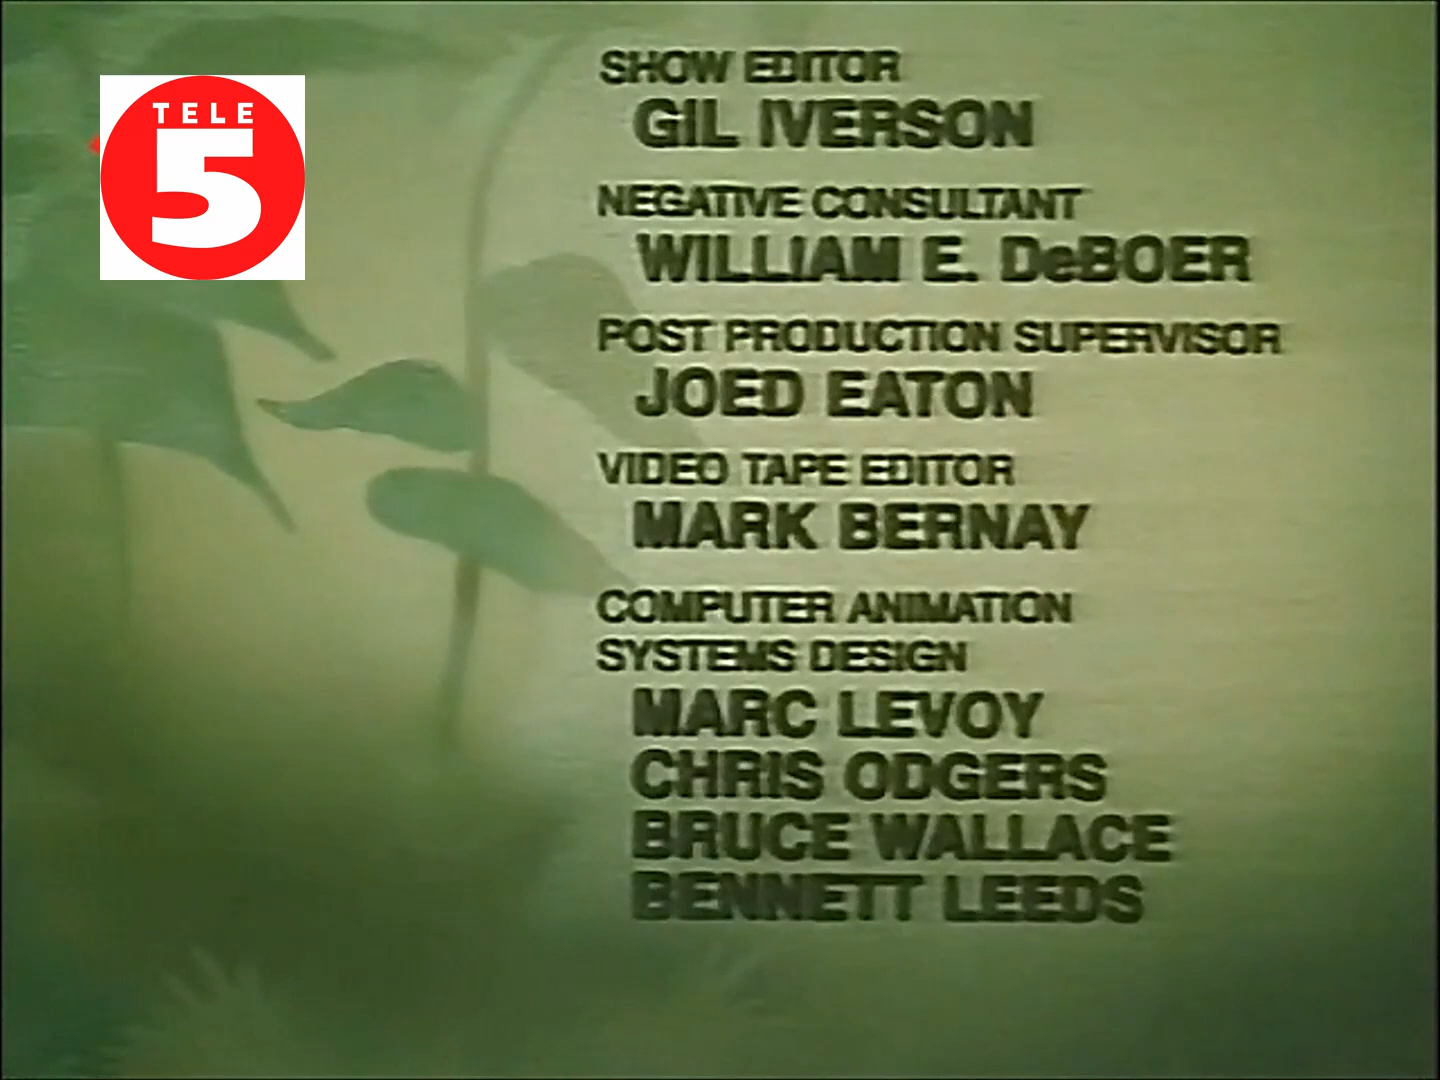 TELE
5
SHOW EDITOR
GIL IVERSON
NEGATIVE CONSULTANT
WILLIAM E. DeBOER
POST PRODUCTION SUPERVISOR
JOED EATON
VIDEO TAPE EDITOR
MARK BERNAY
COMPUTER ANIMATION
SYSTEMS DESIGN
MARC LEVOY
CHRIS ODGERS
BRUCE WALLACE
BENNETT LEEDS